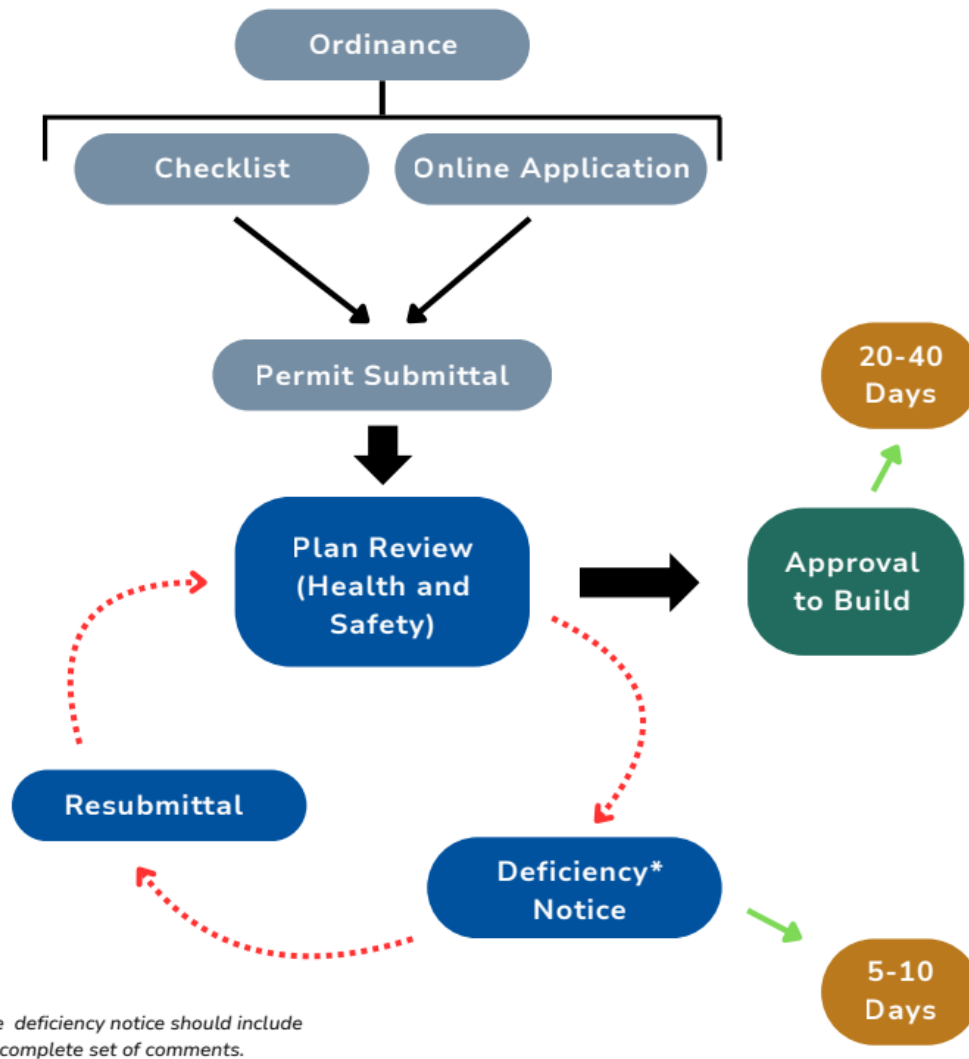 Ordinance
Checklist
Online Application
Permit Submittal
20-40
Days
Plan Review
(Health and
Safety)
Approval
to Build
Resubmittal
Deficiency*
Notice
5-10
Days
deficiency notice should include
complete set of comments.